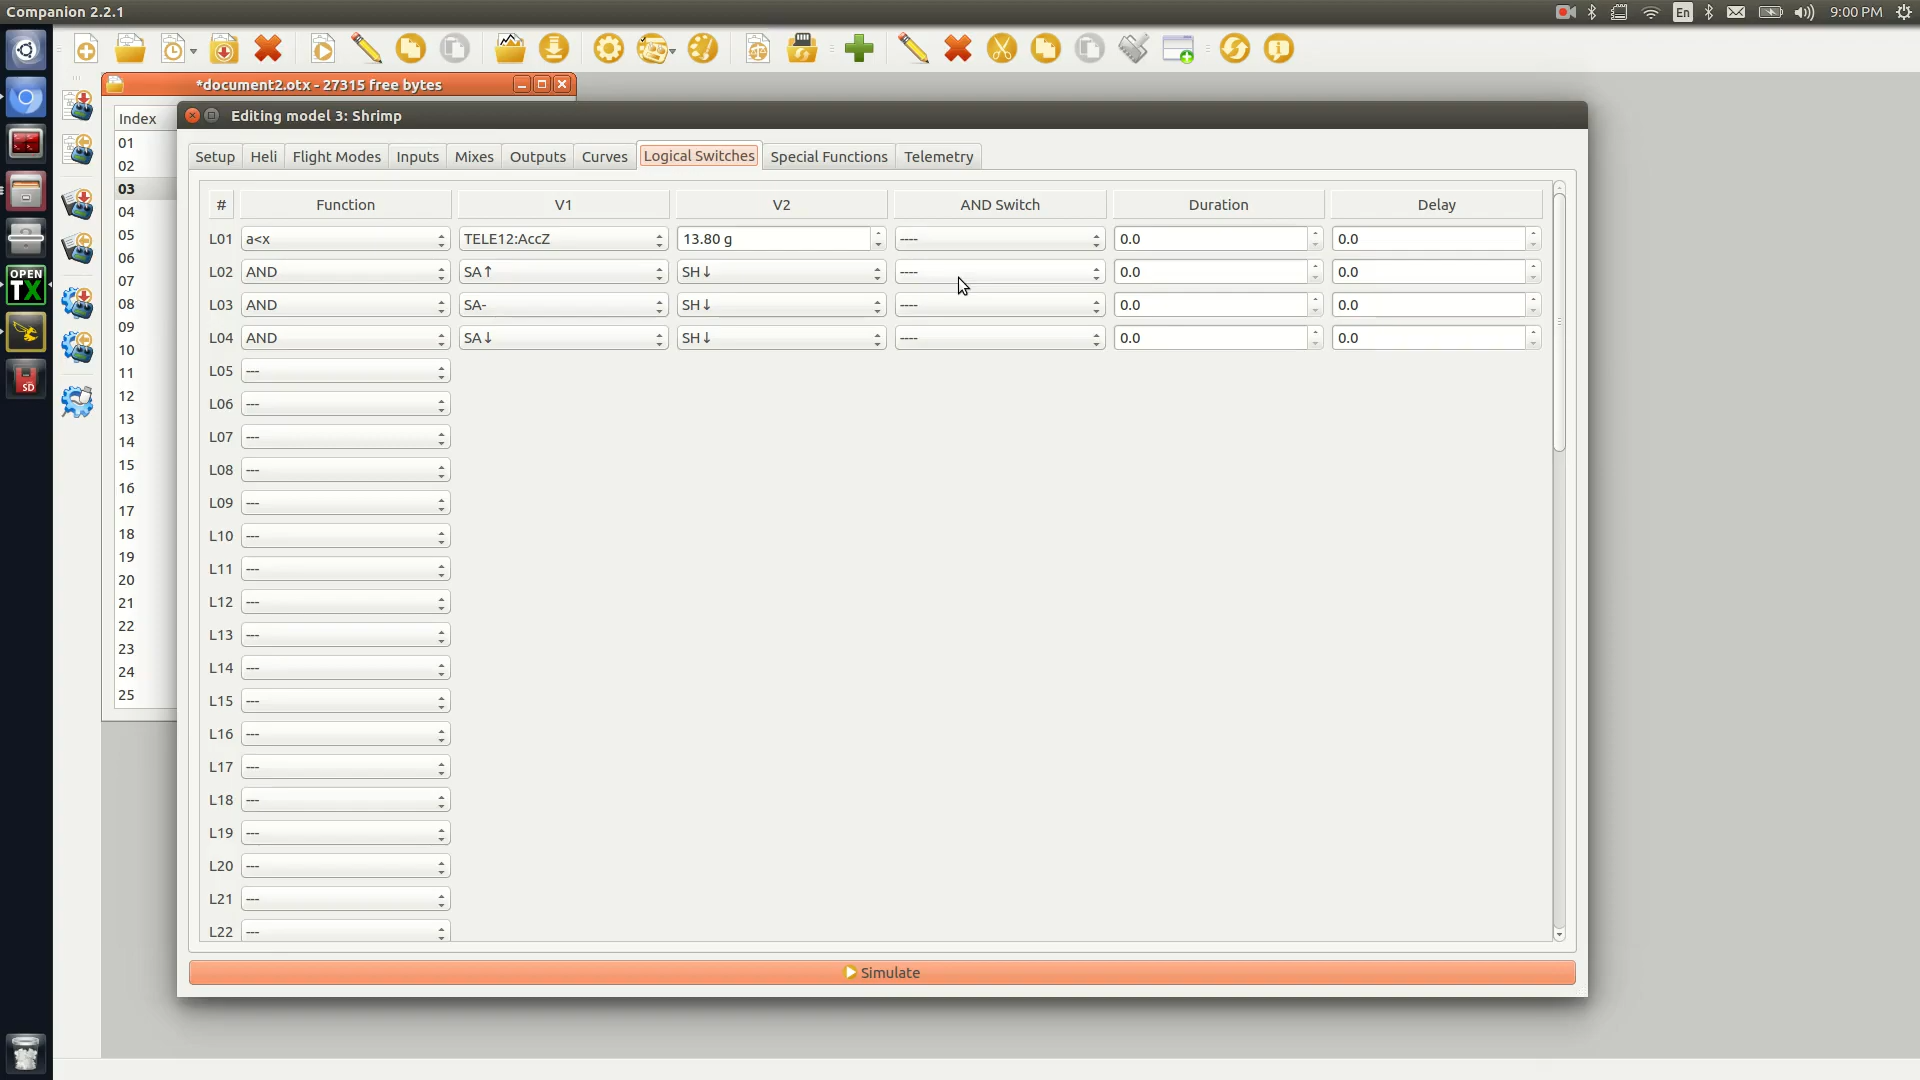 Companion 2.2.1
En
9:00 PM
*document2.otx - 27315 free bytes
Index
Editing model 3: Shrimp
01
02
03
04
05
06
07
08
09
10
11
12
13
14
15
16
17
18
19
20
21
22
23
24
25
OPEN
TX
SD
Setup Heli Flight Modes Inputs Mixes Outputs Curves Logical Switches Special Functions Telemetry
# Function V1 V2 AND Switch Duration Delay
L01 a<x TELE12:AccZ 13.80 g ---- 0.0 0.0
L02 AND SA↑ SH↓ ---- 0.0 0.0
L03 AND SA- SH↓ ---- 0.0 0.0
L04 AND SA↓ SH↓ ---- 0.0 0.0
L05 ---
L06 ---
L07 ---
L08 ---
L09 ---
L10 ---
L11 ---
L12 ---
L13 ---
L14 ---
L15 ---
L16 ---
L17 ---
L18 ---
L19 ---
L20 ---
L21 ---
L22 ---
Simulate